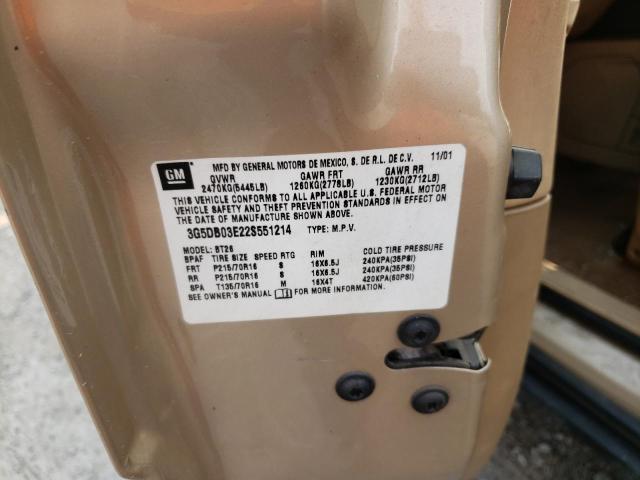 GM MFD BY GENERAL MOTORS DE MEXICO, S. DE R.L. DE C.V. 11/01
GVWR GAWR FRT GAWR RR
2470KG(5445LB) 1260KG(2778LB) 1230KG(2712LB)
THIS VEHICLE CONFORMS TO ALL APPLICABLE U.S. FEDERAL MOTOR
VEHICLE SAFETY AND THEFT PREVENTION STANDARDS IN EFFECT ON
THE DATE OF MANUFACTURE SHOWN ABOVE.
3G5DB03E22S551214 TYPE: M.P.V.
MODEL: BT26
BPAF TIRE SIZE SPEED RTG RIM COLD TIRE PRESSURE
FRT P215/70R16 S 16X6.5J 240KPA(35PSI)
RR P215/70R16 S 16X6.5J 240KPA(35PSI)
SPA T135/70R16 M 16X4T 420KPA(60PSI)
SEE OWNER'S MANUAL FOR MORE INFORMATION.